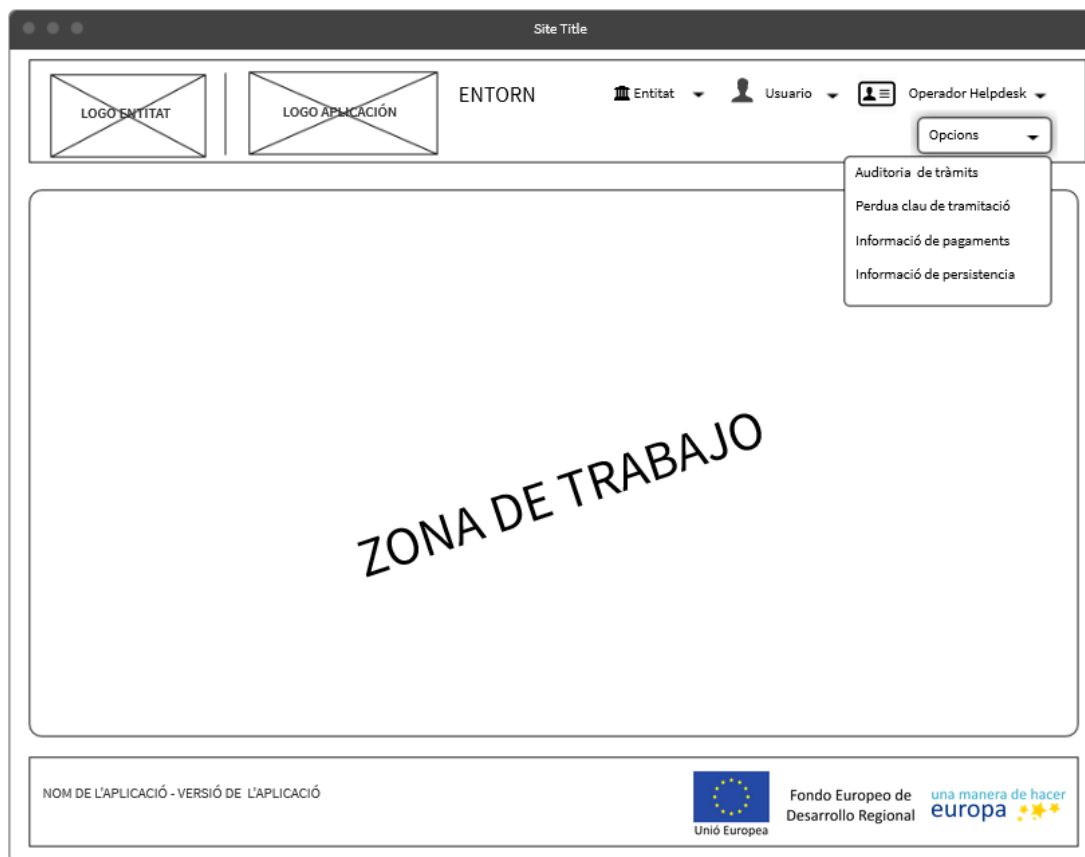 Site Title
LOGO ENTITAT
LOGO APLICACIÓN
ENTORN
Entitat
Usuario
Operador Helpdesk
Opcions
Auditoria de tràmits
Perdua clau de tramitació
Informació de pagaments
Informació de persistencia
ZONA DE TRABAJO
NOM DE L'APLICACIÓ - VERSIÓ DE L'APLICACIÓ
Unió Europea
Fondo Europeo de
Desarrollo Regional
una manera de hacer
europa